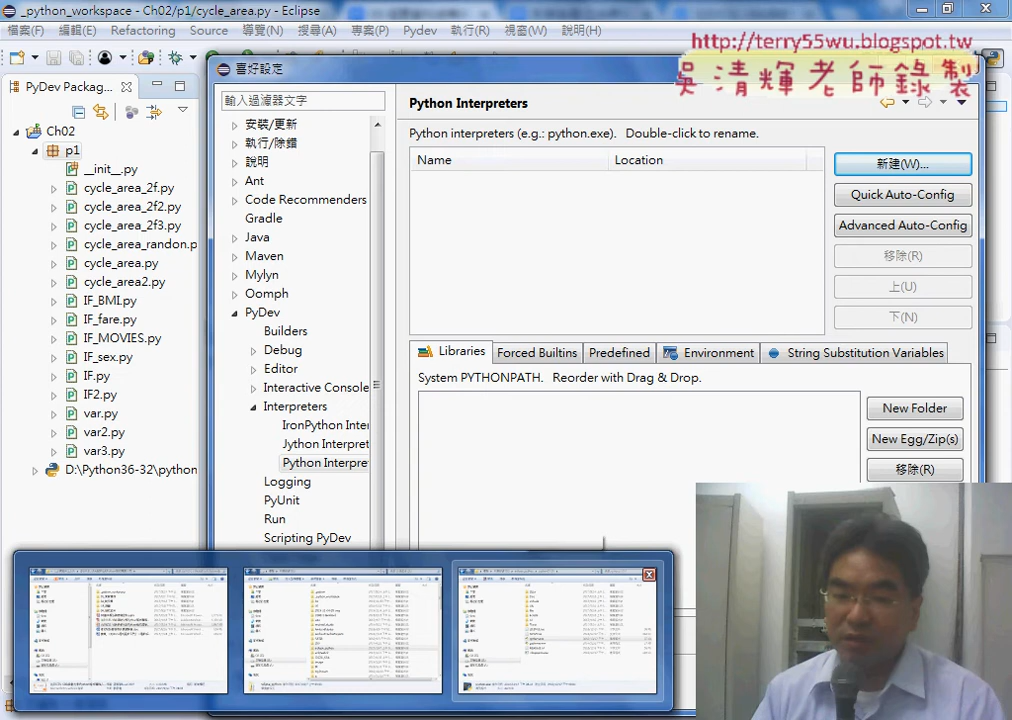 _python_workspace - Ch02/p1/cycle_area.py - Eclipse
檔案(F) 編輯(E) Refactoring Source 導覽(N) 搜尋(A) 專案(P) Pydev 執行(R) 視窗(W) 說明(H)
http://terry55wu.blogspot.tw
吳清輝老師錄製
PyDev Packag...
Ch02
p1
__init__.py
cycle_area_2f.py
cycle_area_2f2.py
cycle_area_2f3.py
cycle_area_randon.p
cycle_area.py
cycle_area2.py
IF_BMI.py
IF_fare.py
IF_MOVIES.py
IF_sex.py
IF.py
IF2.py
var.py
var2.py
var3.py
D:\Python36-32\python
喜好設定
輸入過濾器文字
安裝/更新
執行/除錯
說明
Ant
Code Recommenders
Gradle
Java
Maven
Mylyn
Oomph
PyDev
Builders
Debug
Editor
Interactive Console
Interpreters
IronPython Inter
Jython Interpret
Python Interpre
Logging
PyUnit
Run
Scripting PyDev
Python Interpreters
Python interpreters (e.g.: python.exe). Double-click to rename.
Name Location
新建(W)...
Quick Auto-Config
Advanced Auto-Config
移除(R)
上(U)
下(N)
Libraries Forced Builtins Predefined Environment String Substitution Variables
System PYTHONPATH. Reorder with Drag & Drop.
New Folder
New Egg/Zip(s)
移除(R)